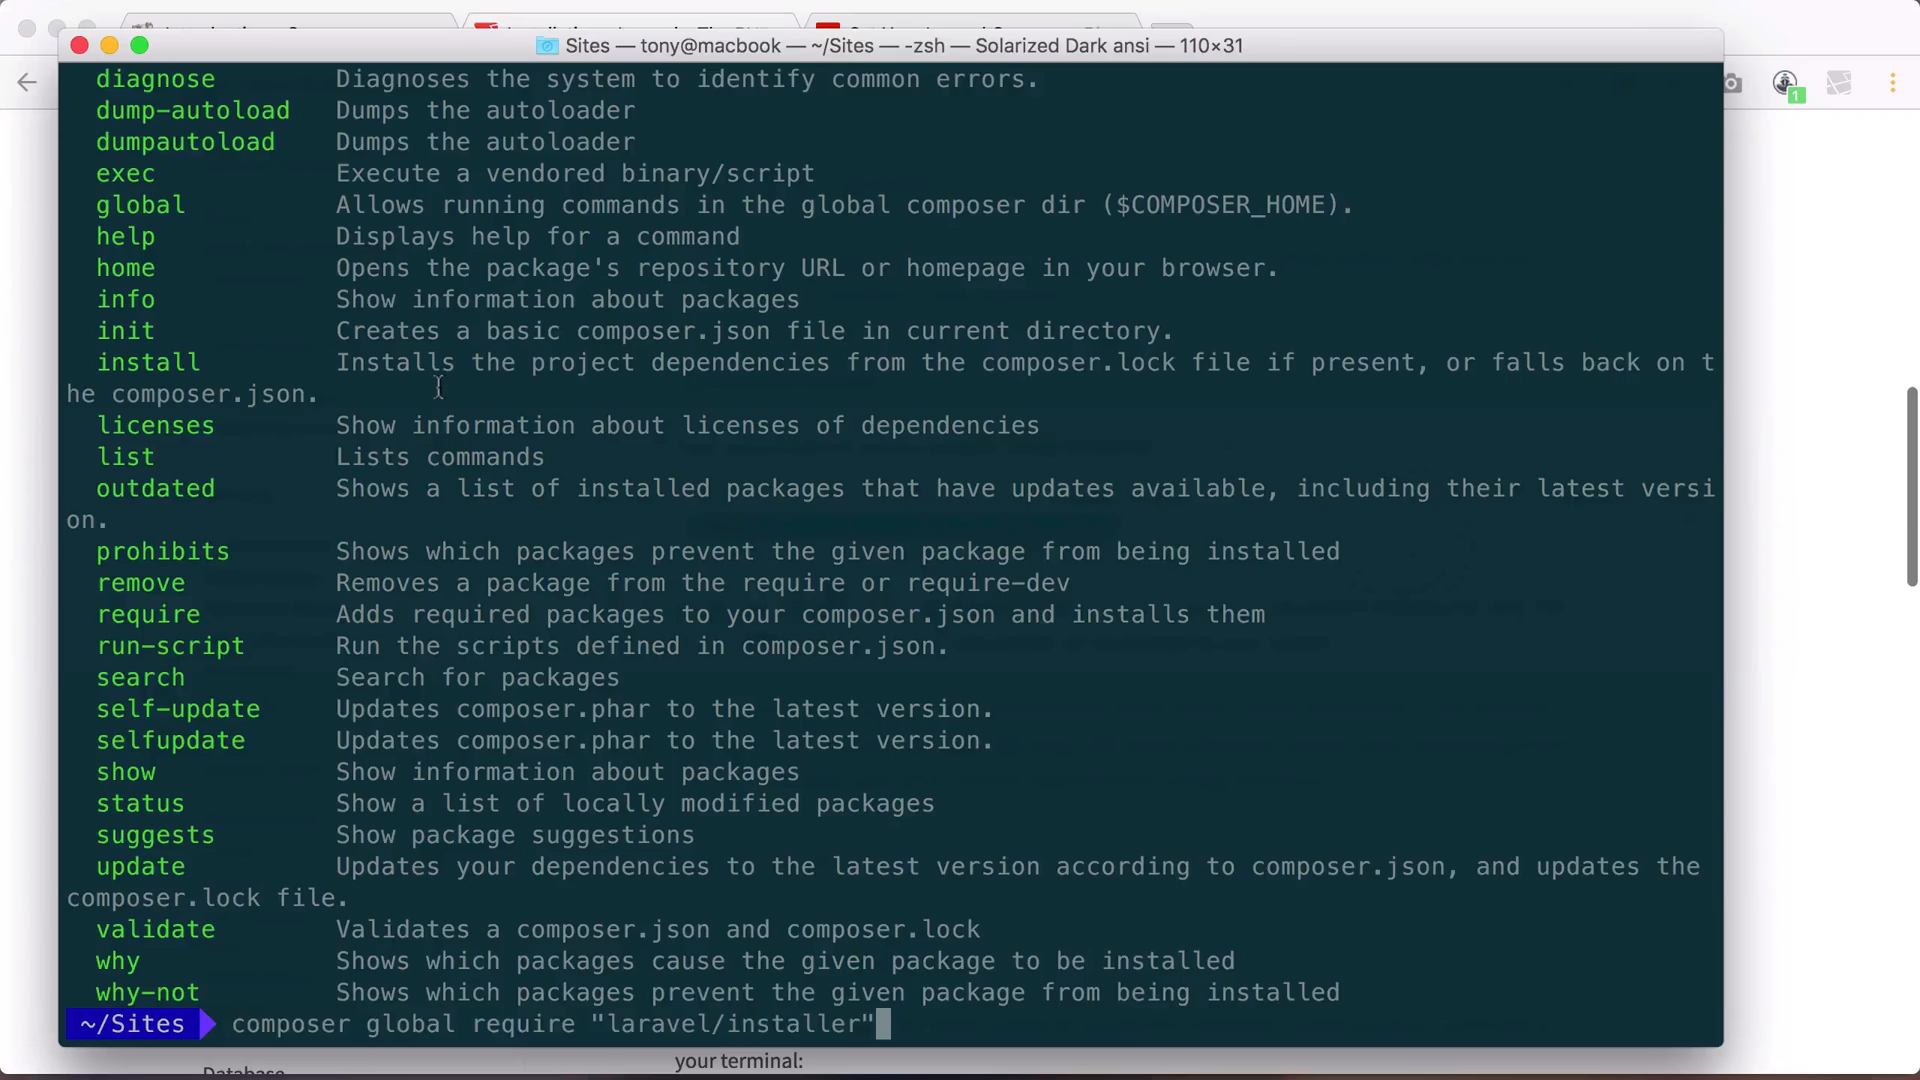 Sites — tony@macbook — ~/Sites — -zsh — Solarized Dark ansi — 110×31
diagnose Diagnoses the system to identify common errors.
dump-autoload Dumps the autoloader
dumpautoload Dumps the autoloader
exec Execute a vendored binary/script
global Allows running commands in the global composer dir ($COMPOSER_HOME).
help Displays help for a command
home Opens the package's repository URL or homepage in your browser.
info Show information about packages
init Creates a basic composer.json file in current directory.
install Installs the project dependencies from the composer.lock file if present, or falls back on t
he composer.json.
licenses Show information about licenses of dependencies
list Lists commands
outdated Shows a list of installed packages that have updates available, including their latest versi
on.
prohibits Shows which packages prevent the given package from being installed
remove Removes a package from the require or require-dev
require Adds required packages to your composer.json and installs them
run-script Run the scripts defined in composer.json.
search Search for packages
self-update Updates composer.phar to the latest version.
selfupdate Updates composer.phar to the latest version.
show Show information about packages
status Show a list of locally modified packages
suggests Show package suggestions
update Updates your dependencies to the latest version according to composer.json, and updates the
composer.lock file.
validate Validates a composer.json and composer.lock
why Shows which packages cause the given package to be installed
why-not Shows which packages prevent the given package from being installed
~/Sites composer global require "laravel/installer"
your terminal:
Database
1